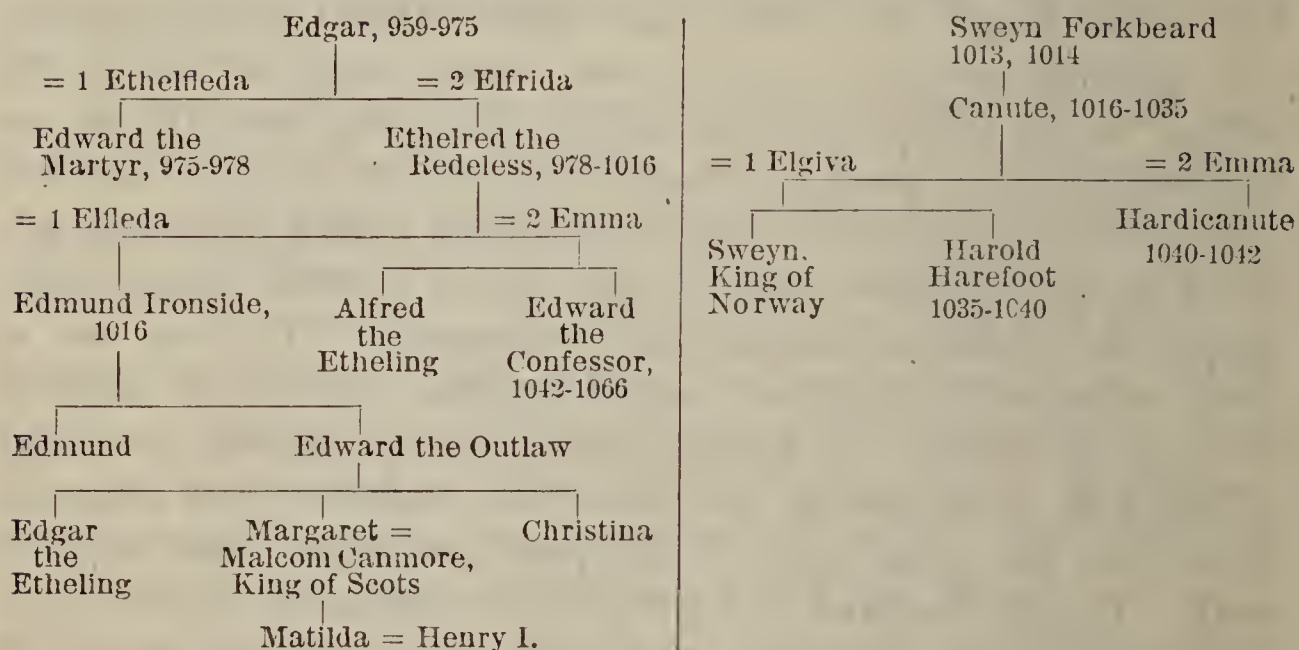 Edgar, 959-975
= 1 Ethelfleda = 2 Elfrida
Edward the
Martyr, 975-978
Ethelred the
Redeless, 978-1016
= 1 Elfleda = 2 Emma
Edmund Ironside,
1016
Alfred
the
Etheling
Edward
the
Confessor,
1042-1066
Edmund
Edward the Outlaw
Edgar
the
Etheling
Margaret =
Malcom Canmore,
King of Scots
Christina
Matilda = Henry I.
Sweyn Forkbeard
1013, 1014
Canute, 1016-1035
= 1 Elgiva = 2 Emma
Sweyn.
King of
Norway
Harold
Harefoot
1035-1040
Hardicanute
1040-1042